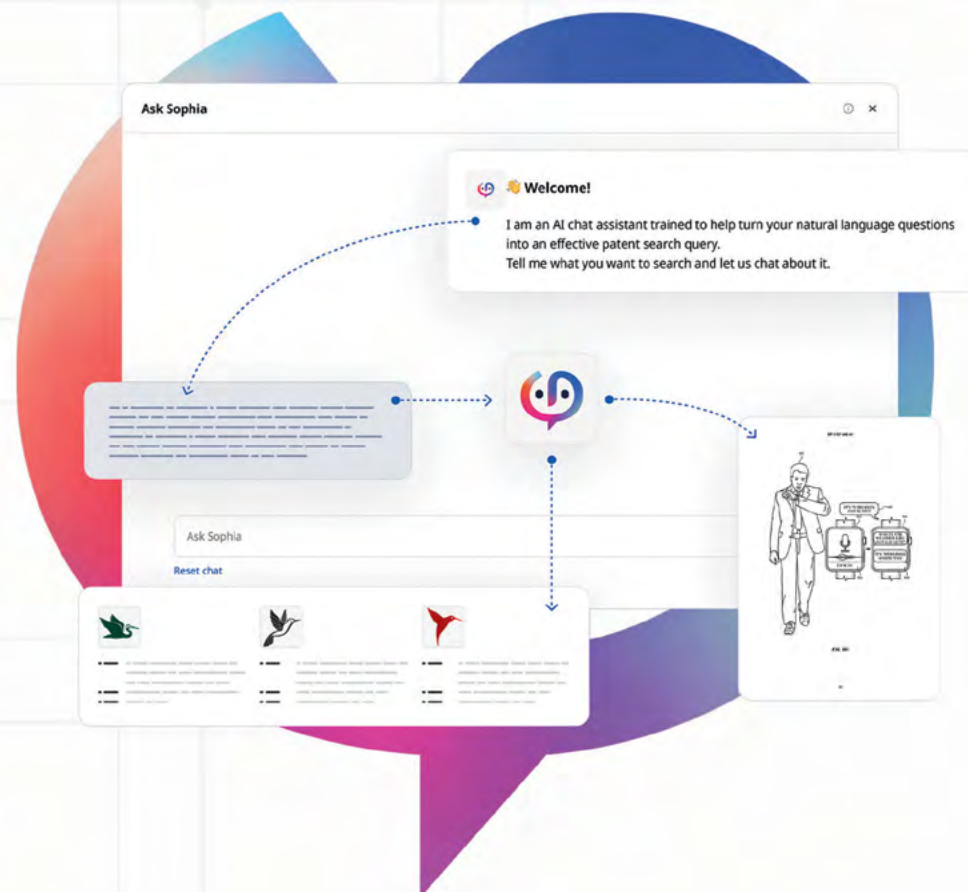 Ask Sophia
👋 Welcome!
I am an AI chat assistant trained to help turn your natural language questions
into an effective patent search query.
Tell me what you want to search and let us chat about it.
Ask Sophia
Reset chat